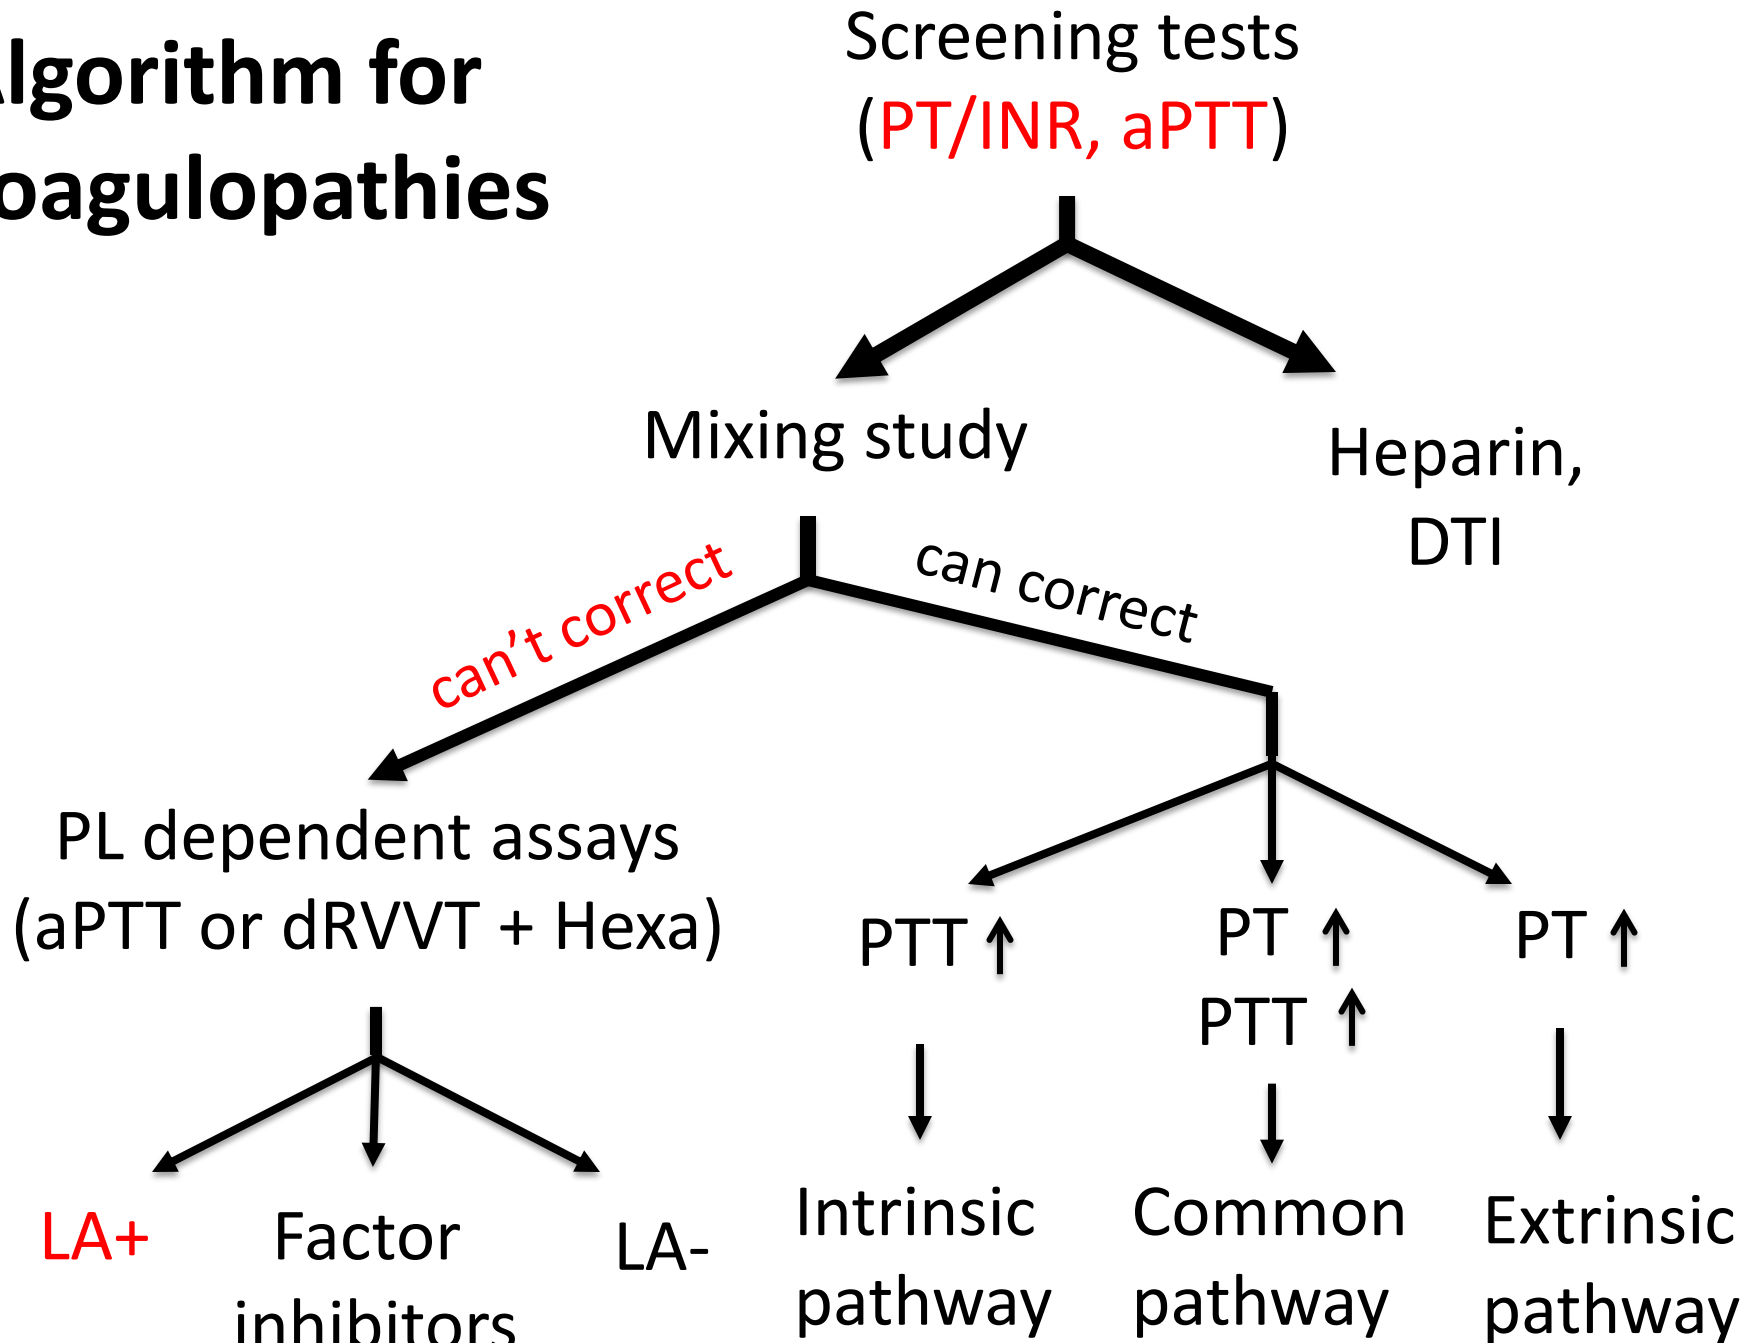 lgorithm for
oagulopathies
Screening tests
(PT/INR, aPTT)
Mixing study
Heparin,
DTI
can't correct
can correct
PL dependent assays
(aPTT or dRVVT + Hexa)
PTT ↑
PT ↑
PTT ↑
PT ↑
LA+
Factor
inhibitors
LA-
Intrinsic
pathway
Common
pathway
Extrinsic
pathway